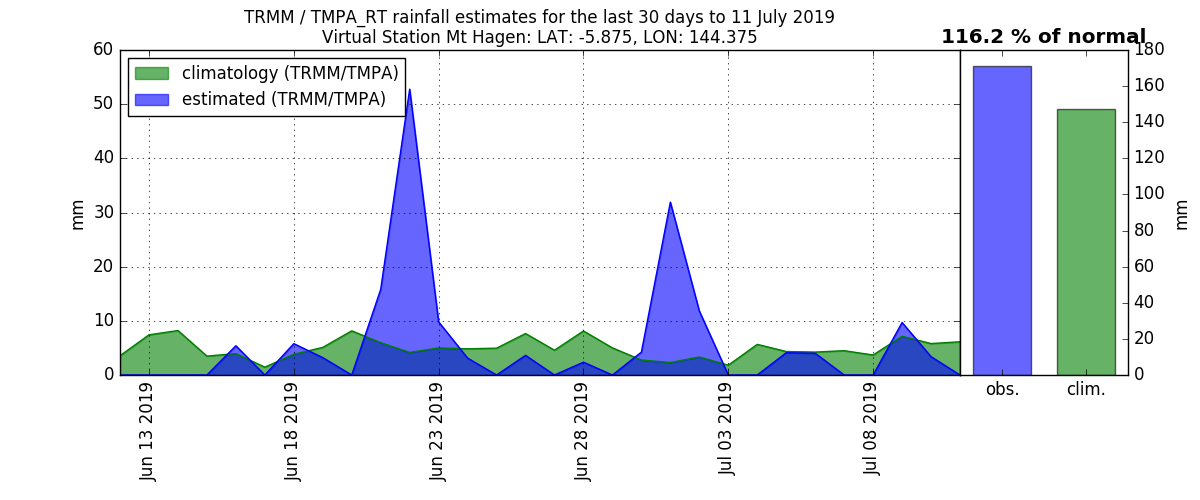 TRMM / TMPA_RT rainfall estimates for the last 30 days to 11 July 2019
Virtual Station Mt Hagen: LAT: -5.875, LON: 144.375
116.2 % of normal
climatology (TRMM/TMPA)
estimated (TRMM/TMPA)
60
50
40
30
20
10
0
mm
180
160
140
120
100
80
60
40
20
0
mm
Jun 13 2019
Jun 18 2019
Jun 23 2019
Jun 28 2019
Jul 03 2019
Jul 08 2019
obs.
clim.